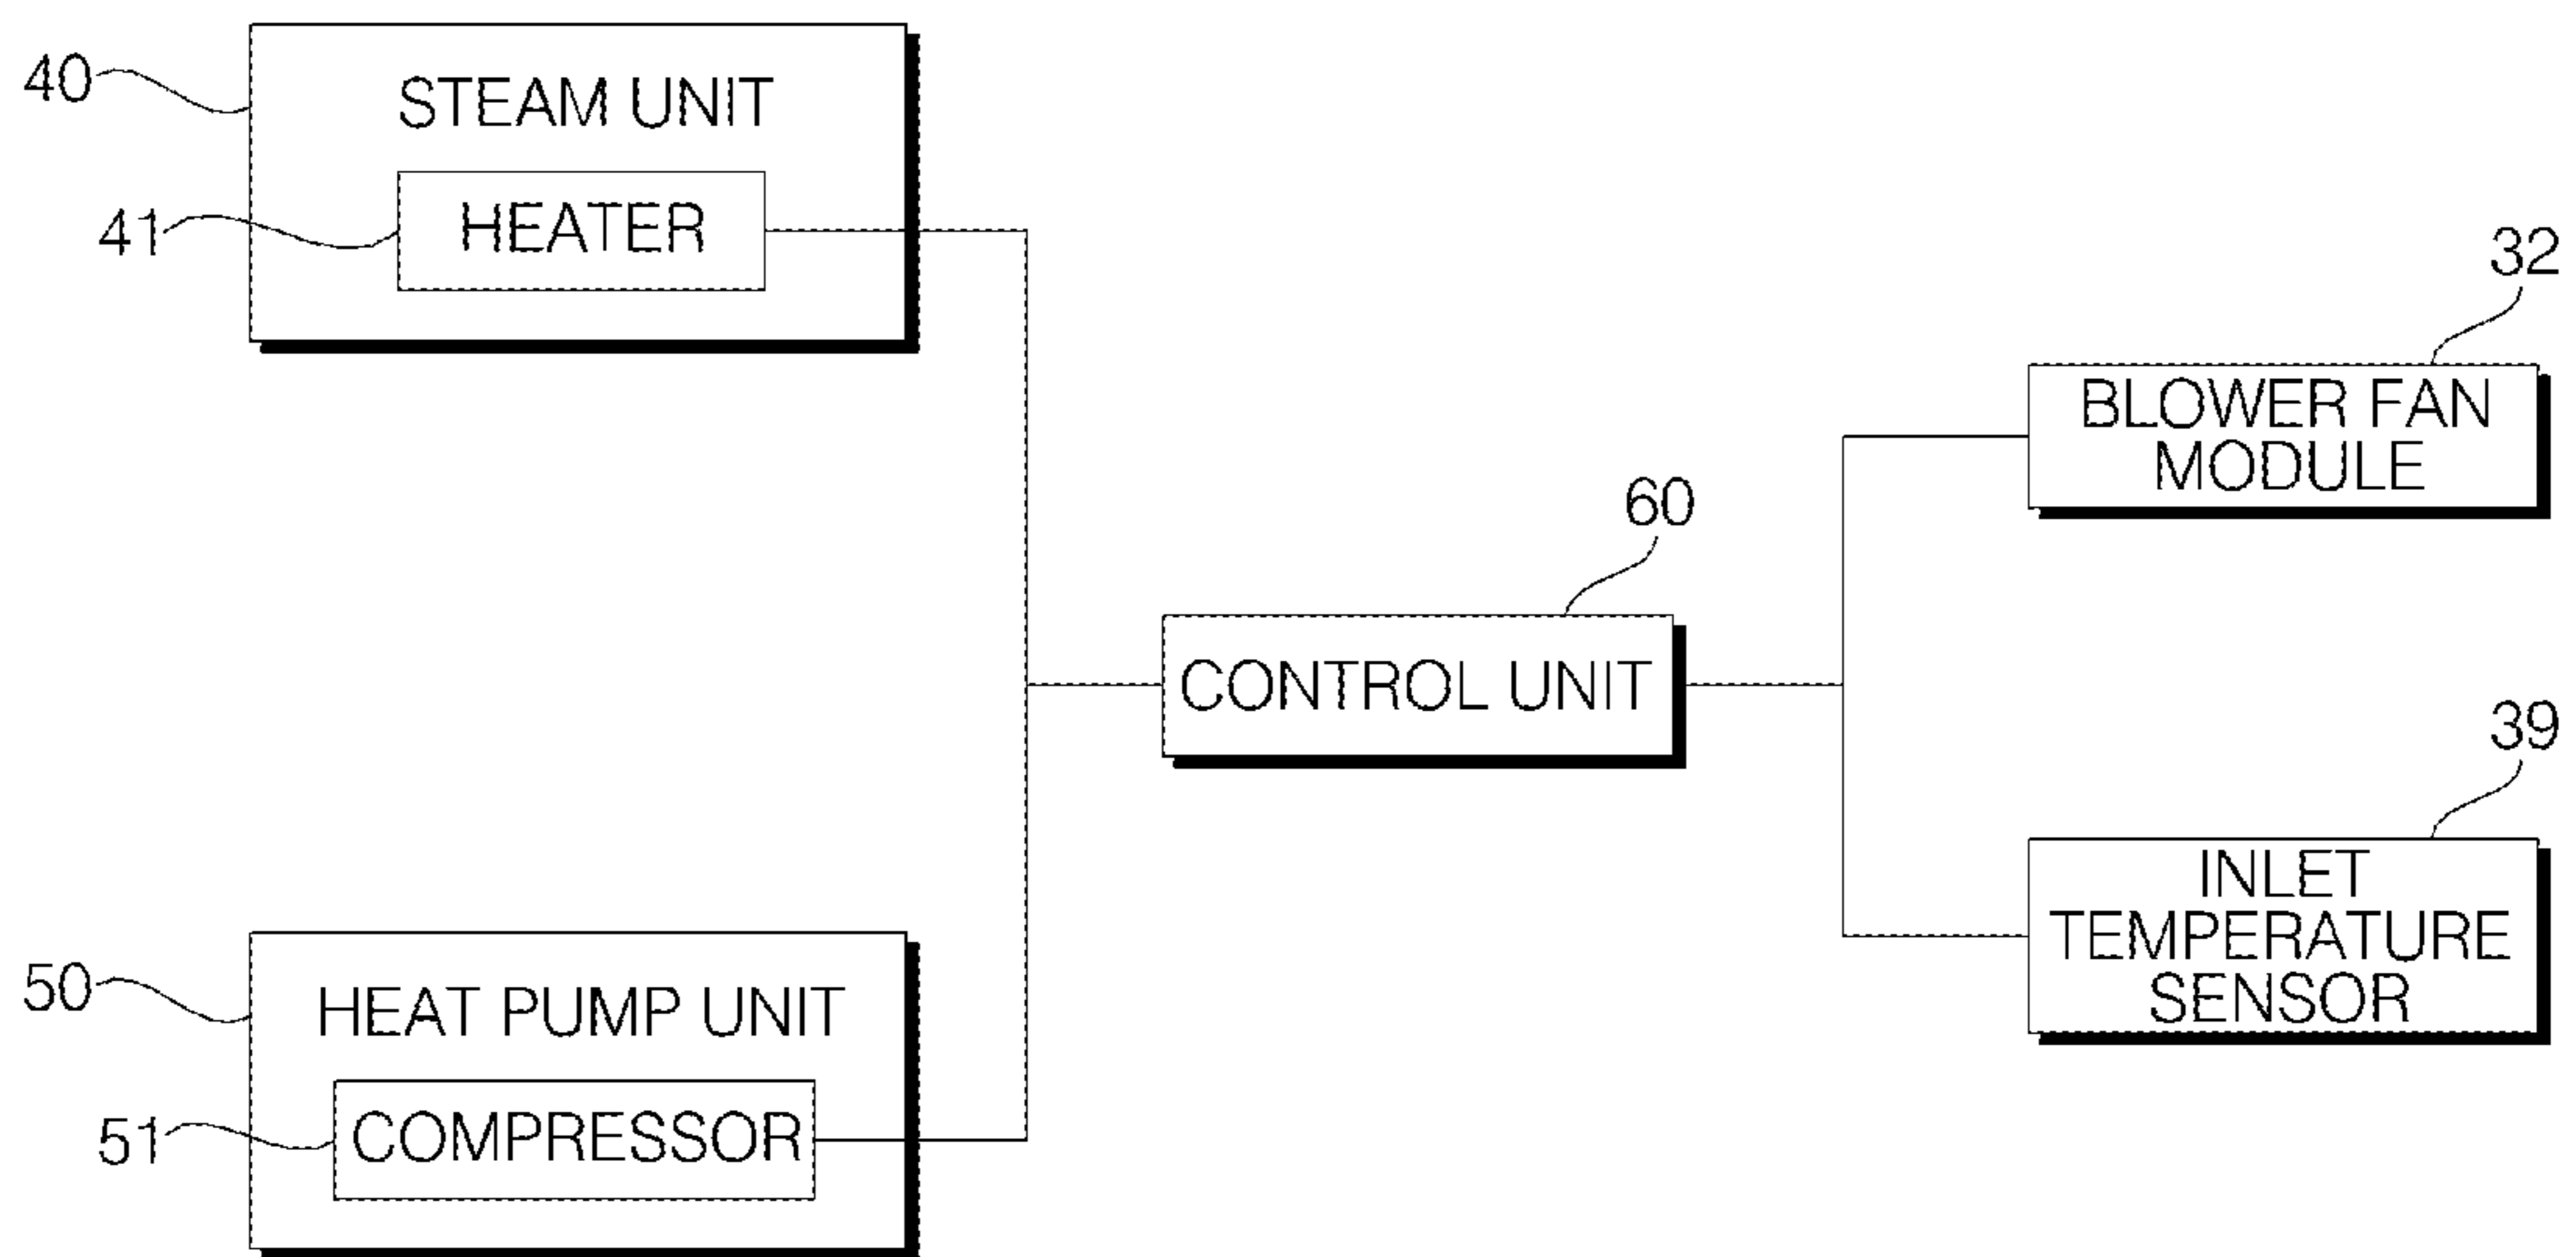 40
STEAM UNIT
41
HEATER
32
BLOWER FAN
MODULE
60
CONTROL UNIT
39
INLET
TEMPERATURE
SENSOR
50
HEAT PUMP UNIT
51
COMPRESSOR